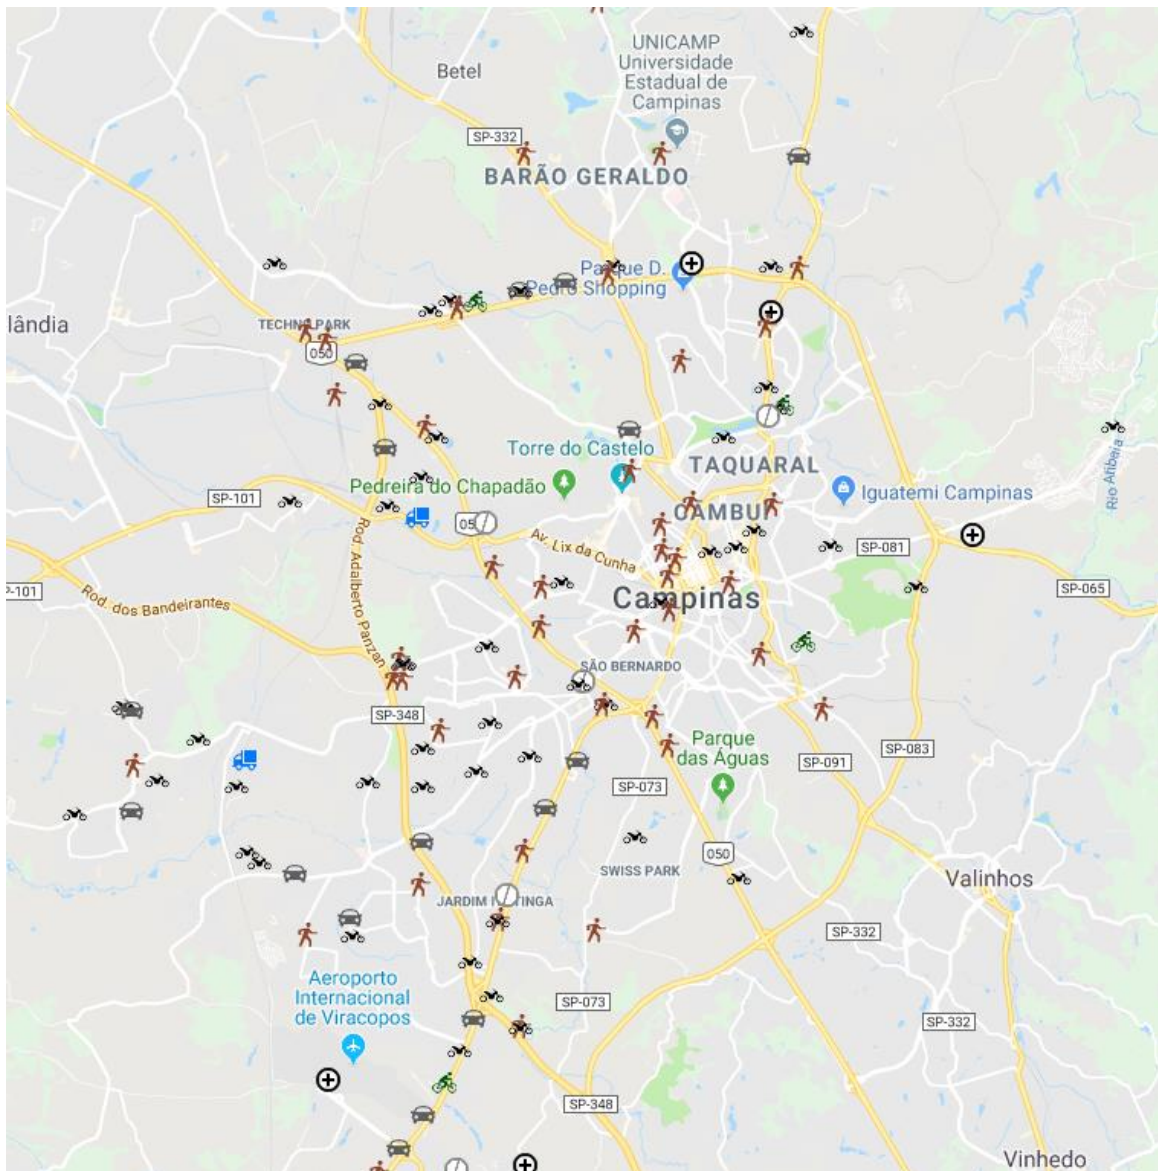 UNICAMP
Universidade
Estadual de
Campinas
Betel
SP-332
BARÃO GERALDO
Parque D.
Pedro Shopping
lândia
TECHNO PARK
050
Torre do Castelo
TAQUARAL
Pedreira do Chapadão
Iguatemi Campinas
Rio Atibaia
SP-101
CAMBUÍ
Av. Lix da Cunha
SP-081
SP-065
Rod. Adalberto Panzan
Rod. dos Bandeirantes
Campinas
SÃO BERNARDO
SP-348
Parque
das Águas
SP-083
SP-091
SP-073
050
SWISS PARK
Valinhos
SP-332
Aeroporto
Internacional
de Viracopos
SP-073
SP-332
SP-348
Vinhedo